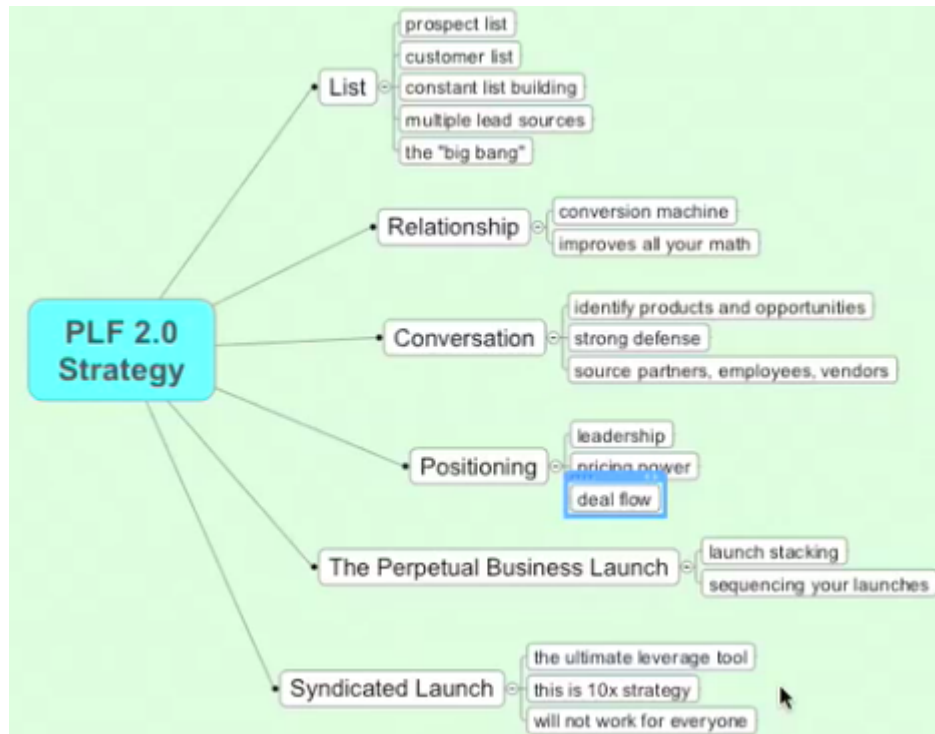 PLF 2.0
Strategy
List
prospect list
customer list
constant list building
multiple lead sources
the "big bang"
Relationship
conversion machine
improves all your math
Conversation
identify products and opportunities
strong defense
source partners, employees, vendors
Positioning
leadership
pricing power
deal flow
The Perpetual Business Launch
launch stacking
sequencing your launches
Syndicated Launch
the ultimate leverage tool
this is 10x strategy
will not work for everyone